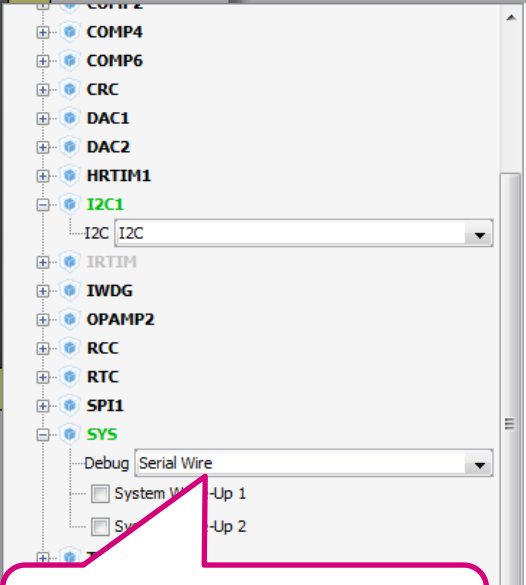 COMP2
COMP4
COMP6
CRC
DAC1
DAC2
HRTIM1
I2C1
I2C I2C
IRTIM
IWDG
OPAMP2
RCC
RTC
SPI1
SYS
Debug Serial Wire
System -Up 1
-Up 2